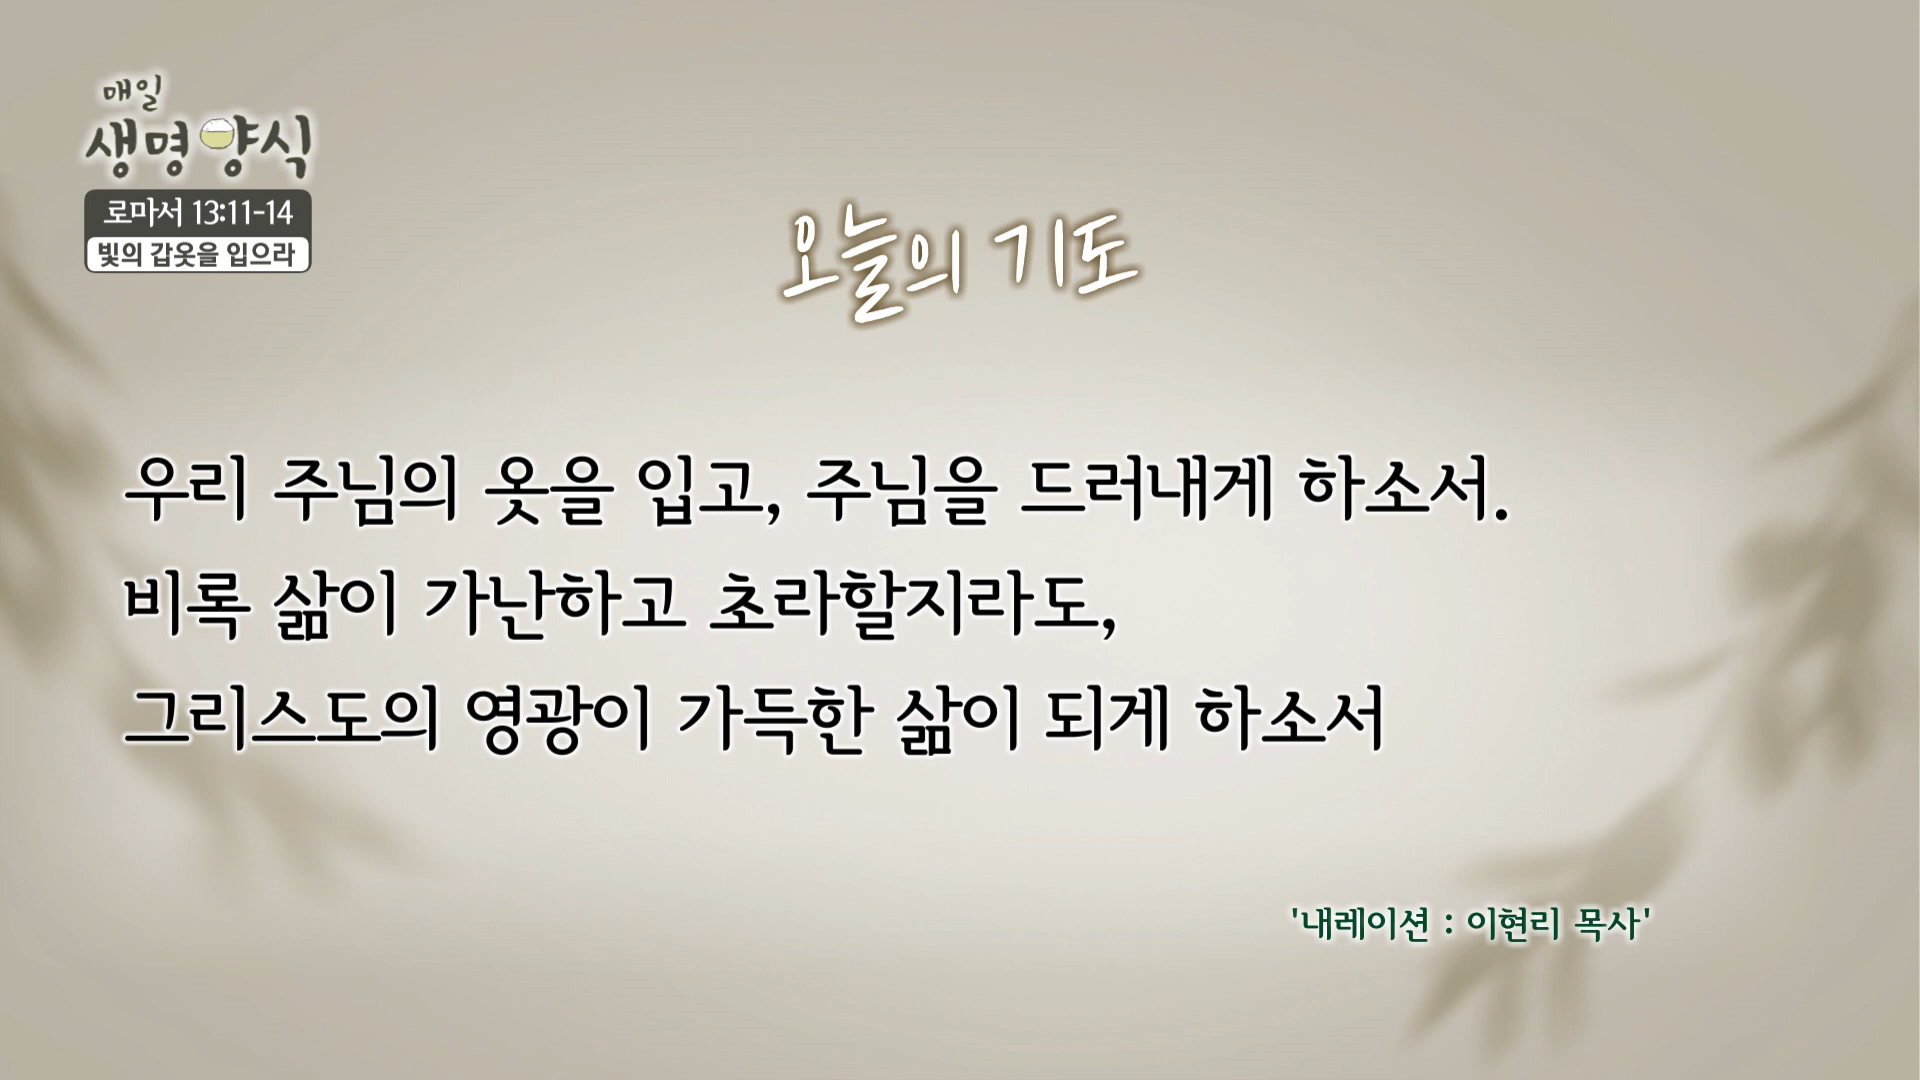 매일
생명양식
로마서 13:11-14
빛의 갑옷을 입으라
오늘의 기도
우리 주님의 옷을 입고, 주님을 드러내게 하소서.
비록 삶이 가난하고 초라할지라도,
그리스도의 영광이 가득한 삶이 되게 하소서
'내레이션 : 이현리 목사'